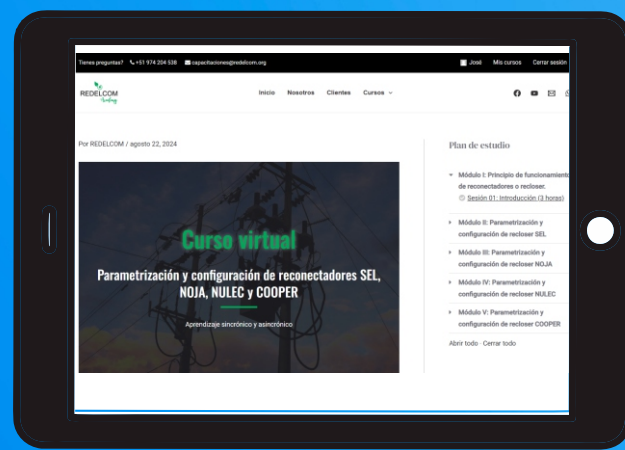 Tienes preguntas? +51 974 204 538 capacitaciones@redelcom.org José Mis cursos Cerrar sesión
REDELCOM
Inicio Nosotros Clientes Cursos
Por REDELCOM / agosto 22, 2024
Curso virtual
Parametrización y configuración de reconectadores SEL,
NOJA, NULEC y COOPER
Aprendizaje sincrónico y asincrónico
Plan de estudio
Módulo I: Principio de funcionamiento
de reconectadores o recloser.
Sesión 01: Introducción (3 horas)
Módulo II: Parametrización y
configuración de recloser SEL
Módulo III: Parametrización y
configuración de recloser NOJA
Módulo IV: Parametrización y
configuración de recloser NULEC
Módulo V: Parametrización y
configuración de recloser COOPER
Abrir todo · Cerrar todo